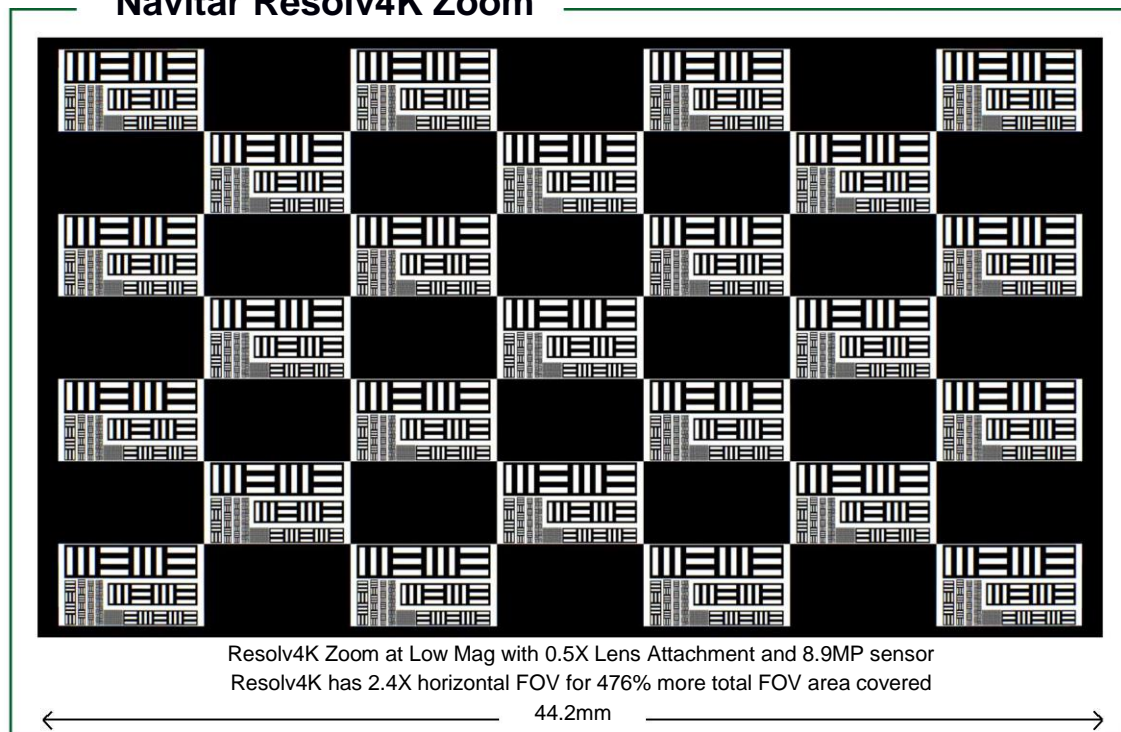 Navitar Resolv4K Zoom
Resolv4K Zoom at Low Mag with 0.5X Lens Attachment and 8.9MP sensor
Resolv4K has 2.4X horizontal FOV for 476% more total FOV area covered
44.2mm